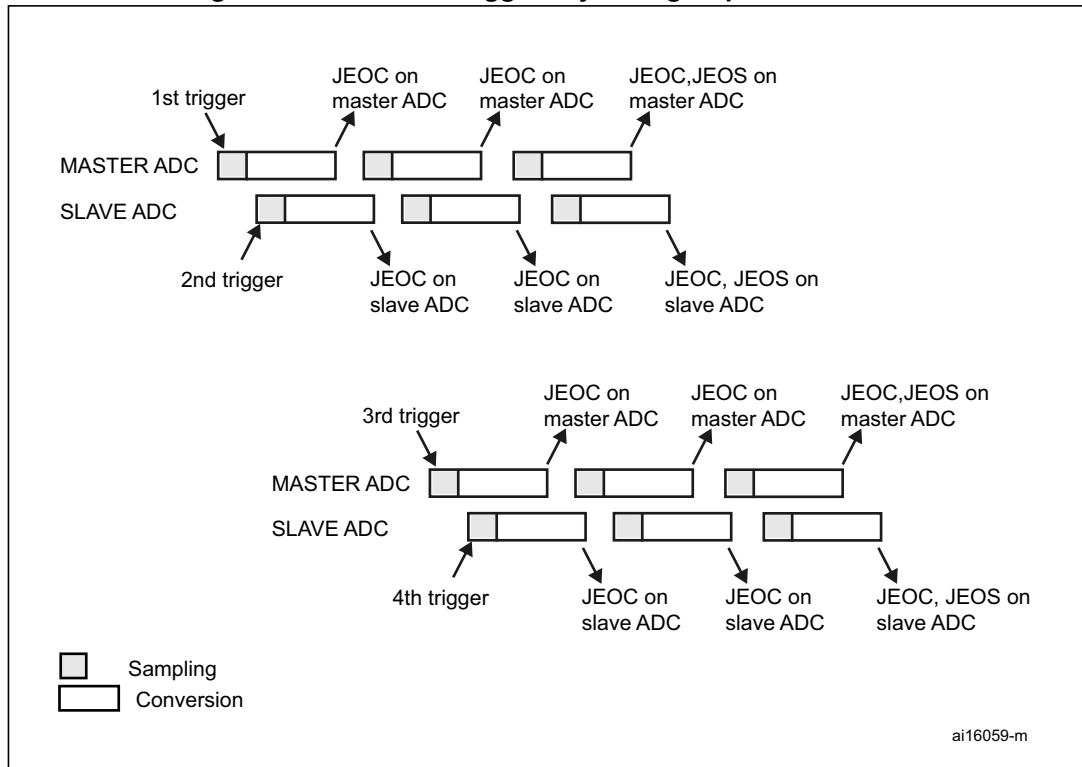 JEOC on
master ADC
JEOC on
master ADC
JEOC,JEOS on
master ADC
1st trigger
MASTER ADC
SLAVE ADC
2nd trigger
JEOC on
slave ADC
JEOC on
slave ADC
JEOC, JEOS on
slave ADC
JEOC on
master ADC
JEOC on
master ADC
JEOC,JEOS on
master ADC
3rd trigger
MASTER ADC
SLAVE ADC
4th trigger
JEOC on
slave ADC
JEOC on
slave ADC
JEOC, JEOS on
slave ADC
Sampling
Conversion
ai16059-m